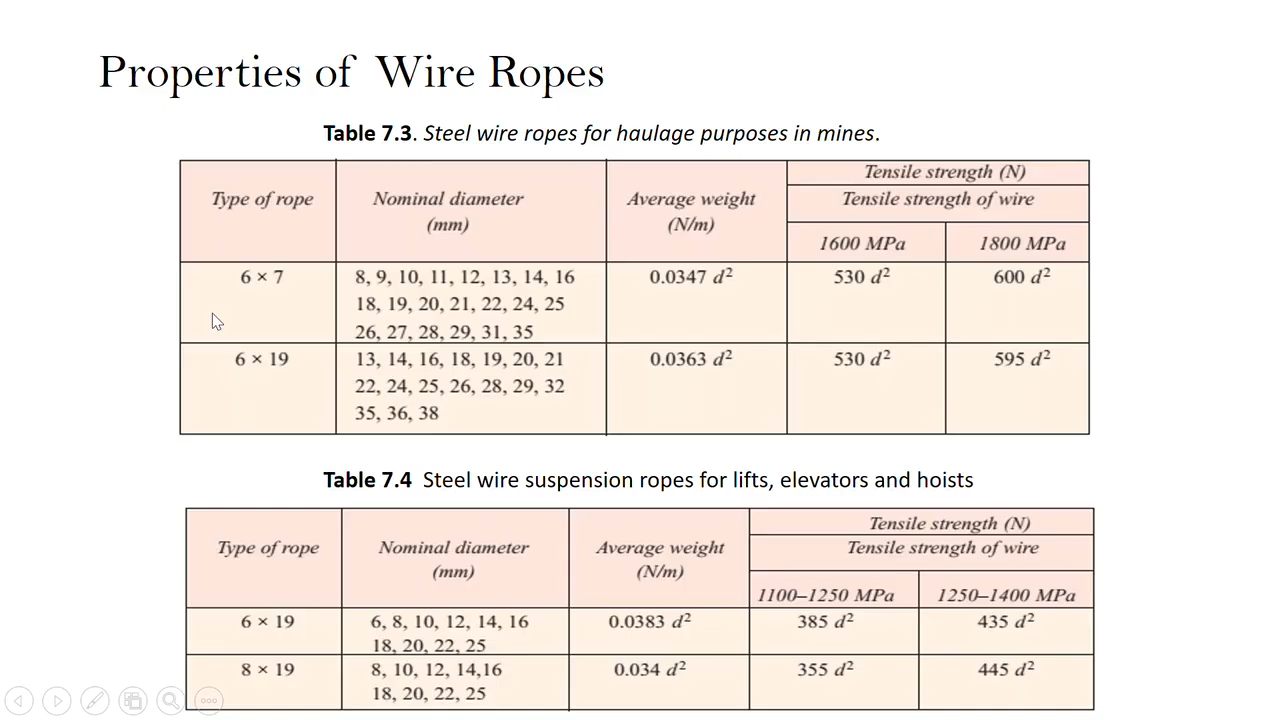 Properties of Wire Ropes
Table 7.3. Steel wire ropes for haulage purposes in mines.
Type of rope
Nominal diameter
(mm)
Average weight
(N/m)
Tensile strength (N)
Tensile strength of wire
1600 MPa
1800 MPa
6 × 7
8, 9, 10, 11, 12, 13, 14, 16
18, 19, 20, 21, 22, 24, 25
26, 27, 28, 29, 31, 35
0.0347 d²
530 d²
600 d²
6 × 19
13, 14, 16, 18, 19, 20, 21
22, 24, 25, 26, 28, 29, 32
35, 36, 38
0.0363 d²
530 d²
595 d²
Table 7.4 Steel wire suspension ropes for lifts, elevators and hoists
Type of rope
Nominal diameter
(mm)
Average weight
(N/m)
Tensile strength (N)
Tensile strength of wire
1100–1250 MPa
1250–1400 MPa
6 × 19
6, 8, 10, 12, 14, 16
18, 20, 22, 25
0.0383 d²
385 d²
435 d²
8 × 19
8, 10, 12, 14,16
18, 20, 22, 25
0.034 d²
355 d²
445 d²